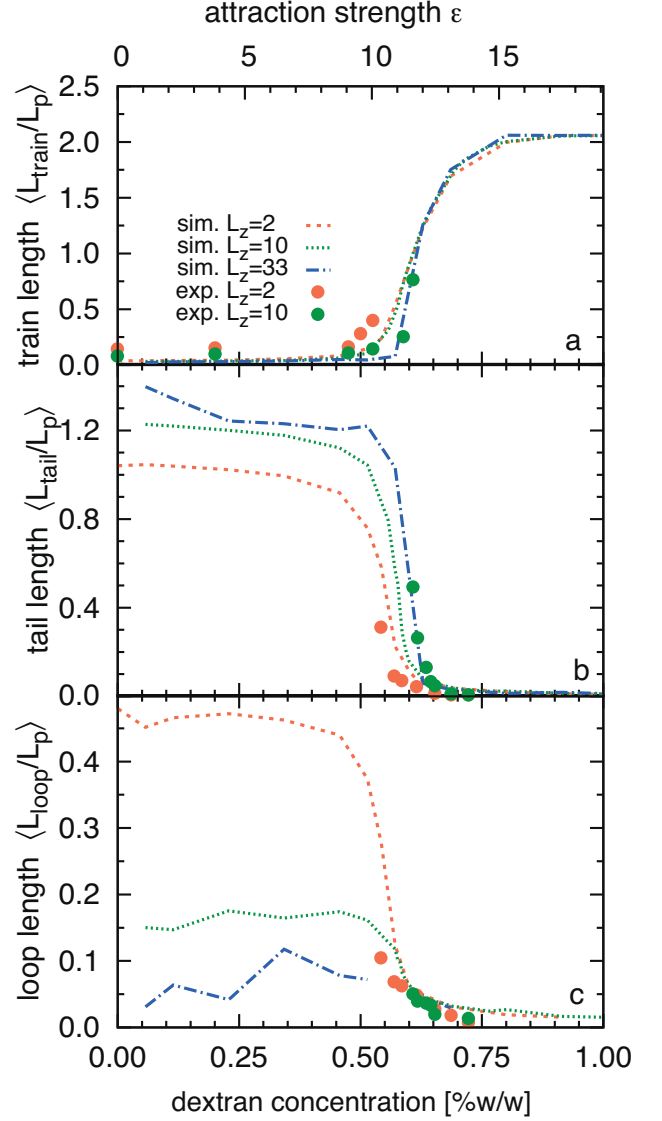 attraction strength ε
0 5 10 15
train length ⟨L_train/L_p⟩
2.5
2.0
1.5
1.0
0.5
0.0
sim. L_z=2
sim. L_z=10
sim. L_z=33
exp. L_z=2
exp. L_z=10
a
tail length ⟨L_tail/L_p⟩
1.2
0.8
0.4
0.0
b
loop length ⟨L_loop/L_p⟩
0.4
0.3
0.2
0.1
0.0
c
0.00 0.25 0.50 0.75 1.00
dextran concentration [%w/w]